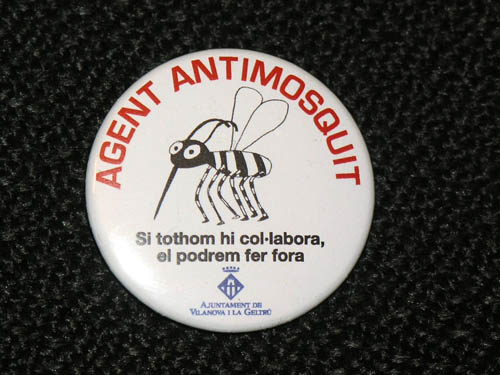 AGENT ANTIMOSQUIT
Si tothom hi col·labora,
el podrem fer fora
AJUNTAMENT DE
VILANOVA I LA GELTRÚ